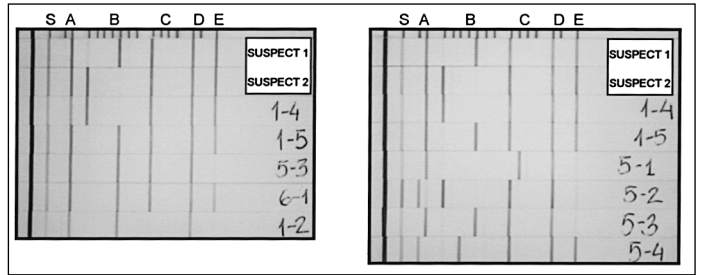 S A B C D E
SUSPECT 1
SUSPECT 2
1-4
1-5
5-3
6-1
1-2
S A B C D E
SUSPECT 1
SUSPECT 2
1-4
1-5
5-1
5-2
5-3
5-4